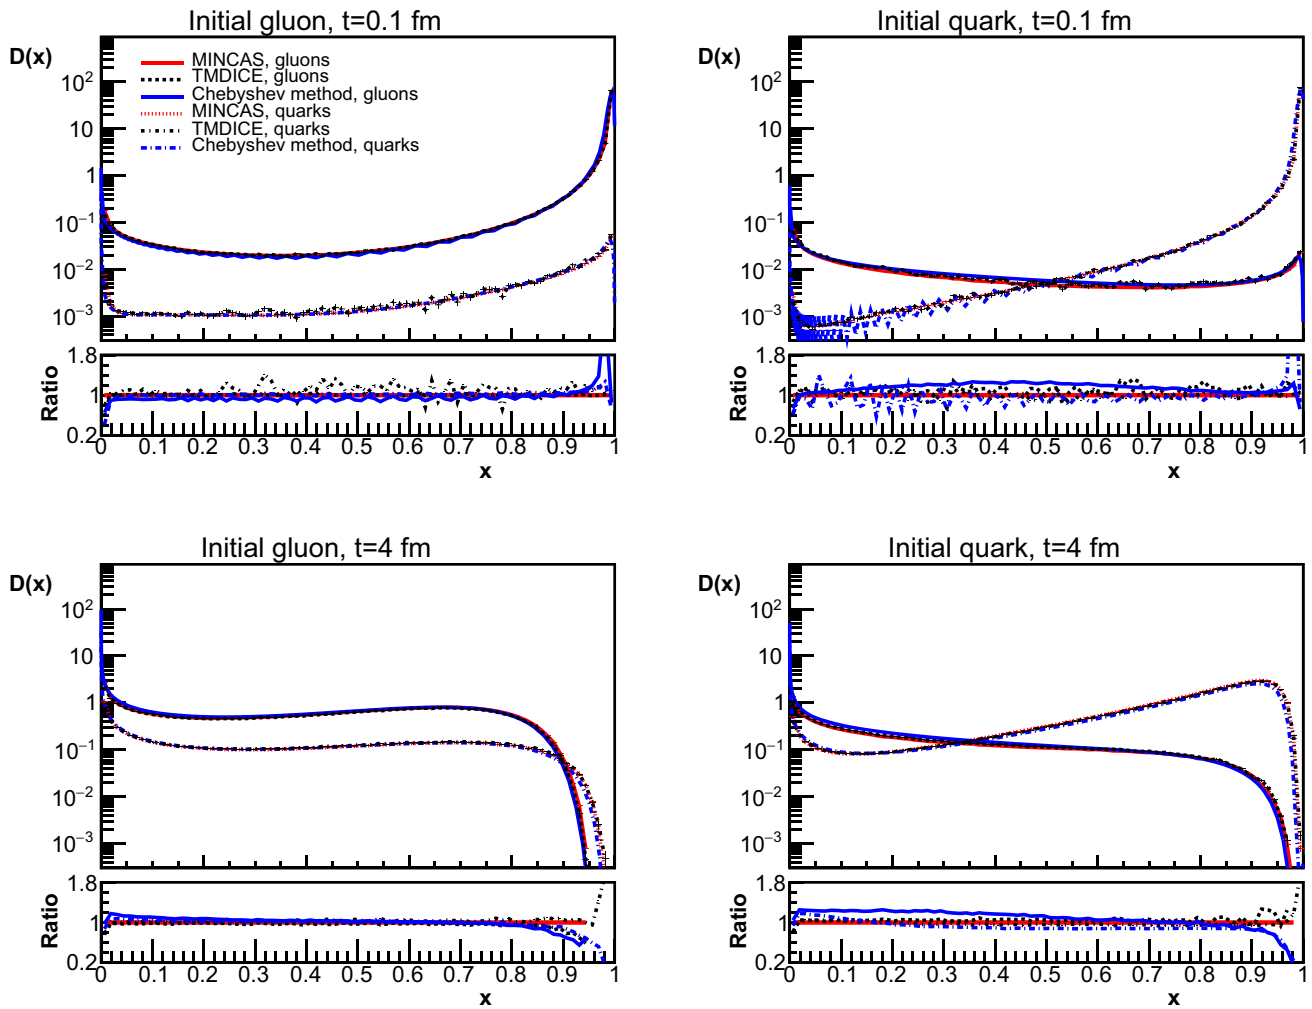 Initial gluon, t=0.1 fm
D(x)
10²
10
1
10⁻¹
10⁻²
10⁻³
MINCAS, gluons
TMDICE, gluons
Chebyshev method, gluons
MINCAS, quarks
TMDICE, quarks
Chebyshev method, quarks
Ratio
1.8
1
0.2
0 0.1 0.2 0.3 0.4 0.5 0.6 0.7 0.8 0.9 1
x
Initial quark, t=0.1 fm
D(x)
10²
10
1
10⁻¹
10⁻²
10⁻³
Ratio
1.8
1
0.2
0 0.1 0.2 0.3 0.4 0.5 0.6 0.7 0.8 0.9 1
x
Initial gluon, t=4 fm
D(x)
10²
10
1
10⁻¹
10⁻²
10⁻³
Ratio
1.8
1
0.2
0 0.1 0.2 0.3 0.4 0.5 0.6 0.7 0.8 0.9 1
x
Initial quark, t=4 fm
D(x)
10²
10
1
10⁻¹
10⁻²
10⁻³
Ratio
1.8
1
0.2
0 0.1 0.2 0.3 0.4 0.5 0.6 0.7 0.8 0.9 1
x